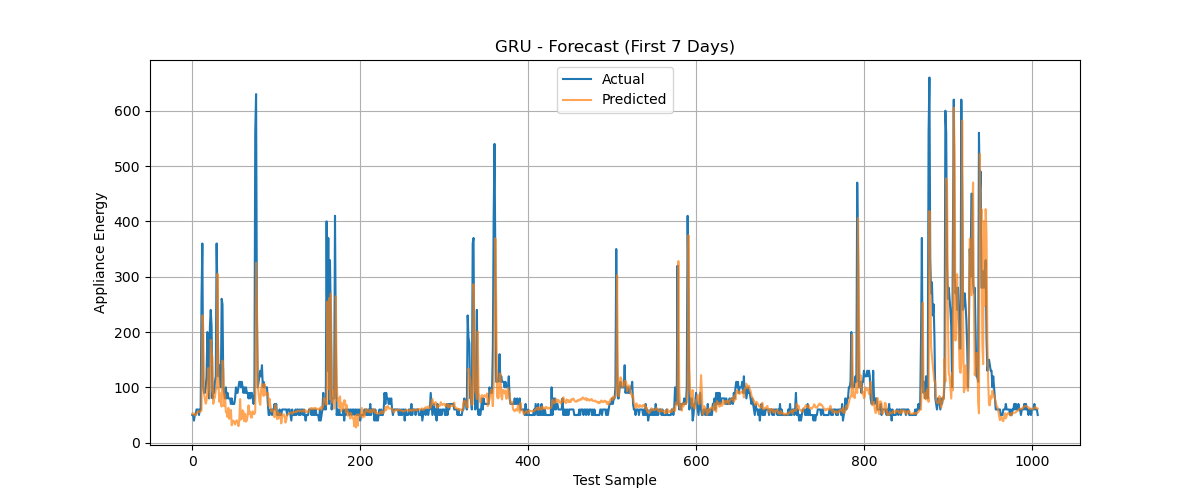 GRU - Forecast (First 7 Days)
Actual
Predicted
600
500
400
300
200
100
0
Appliance Energy
0 200 400 600 800 1000
Test Sample